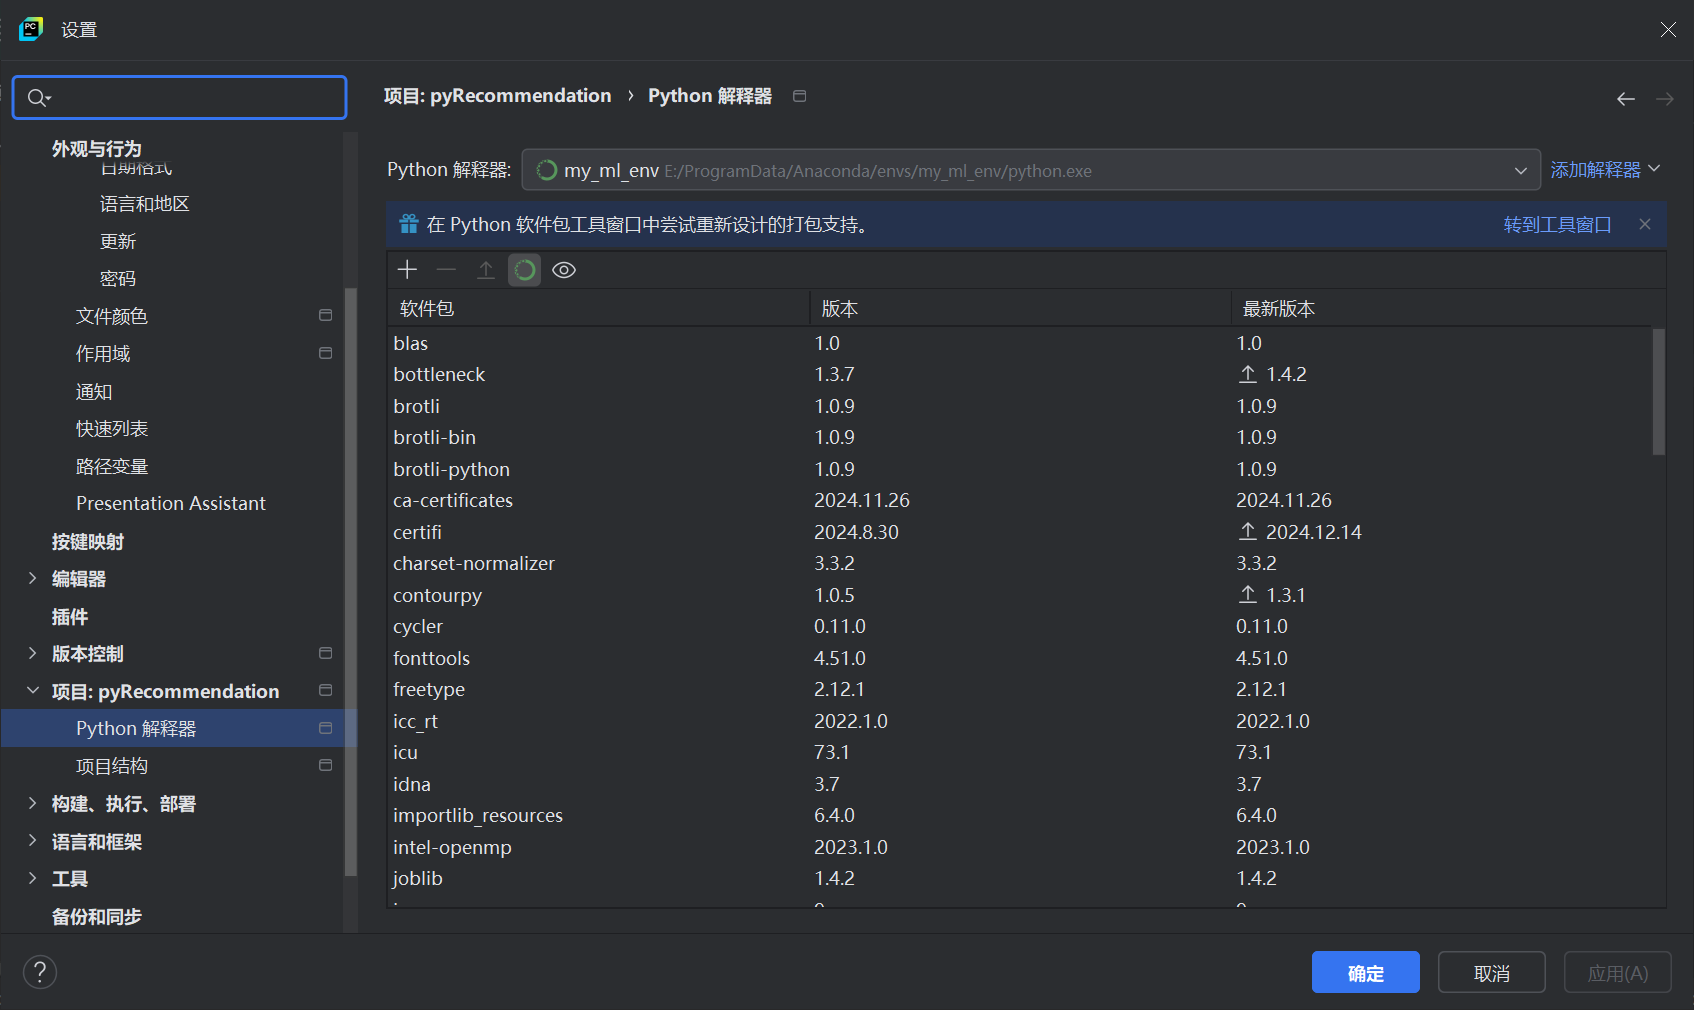 PC
设置
外观与行为
日期格式
语言和地区
更新
密码
文件颜色
作用域
通知
快速列表
路径变量
Presentation Assistant
按键映射
编辑器
插件
版本控制
项目: pyRecommendation
Python 解释器
项目结构
构建、执行、部署
语言和框架
工具
备份和同步
项目: pyRecommendation › Python 解释器
Python 解释器: my_ml_env E:/ProgramData/Anaconda/envs/my_ml_env/python.exe 添加解释器
在 Python 软件包工具窗口中尝试重新设计的打包支持。 转到工具窗口
软件包 版本 最新版本
blas 1.0 1.0
bottleneck 1.3.7 1.4.2
brotli 1.0.9 1.0.9
brotli-bin 1.0.9 1.0.9
brotli-python 1.0.9 1.0.9
ca-certificates 2024.11.26 2024.11.26
certifi 2024.8.30 2024.12.14
charset-normalizer 3.3.2 3.3.2
contourpy 1.0.5 1.3.1
cycler 0.11.0 0.11.0
fonttools 4.51.0 4.51.0
freetype 2.12.1 2.12.1
icc_rt 2022.1.0 2022.1.0
icu 73.1 73.1
idna 3.7 3.7
importlib_resources 6.4.0 6.4.0
intel-openmp 2023.1.0 2023.1.0
joblib 1.4.2 1.4.2
? 确定 取消 应用(A)